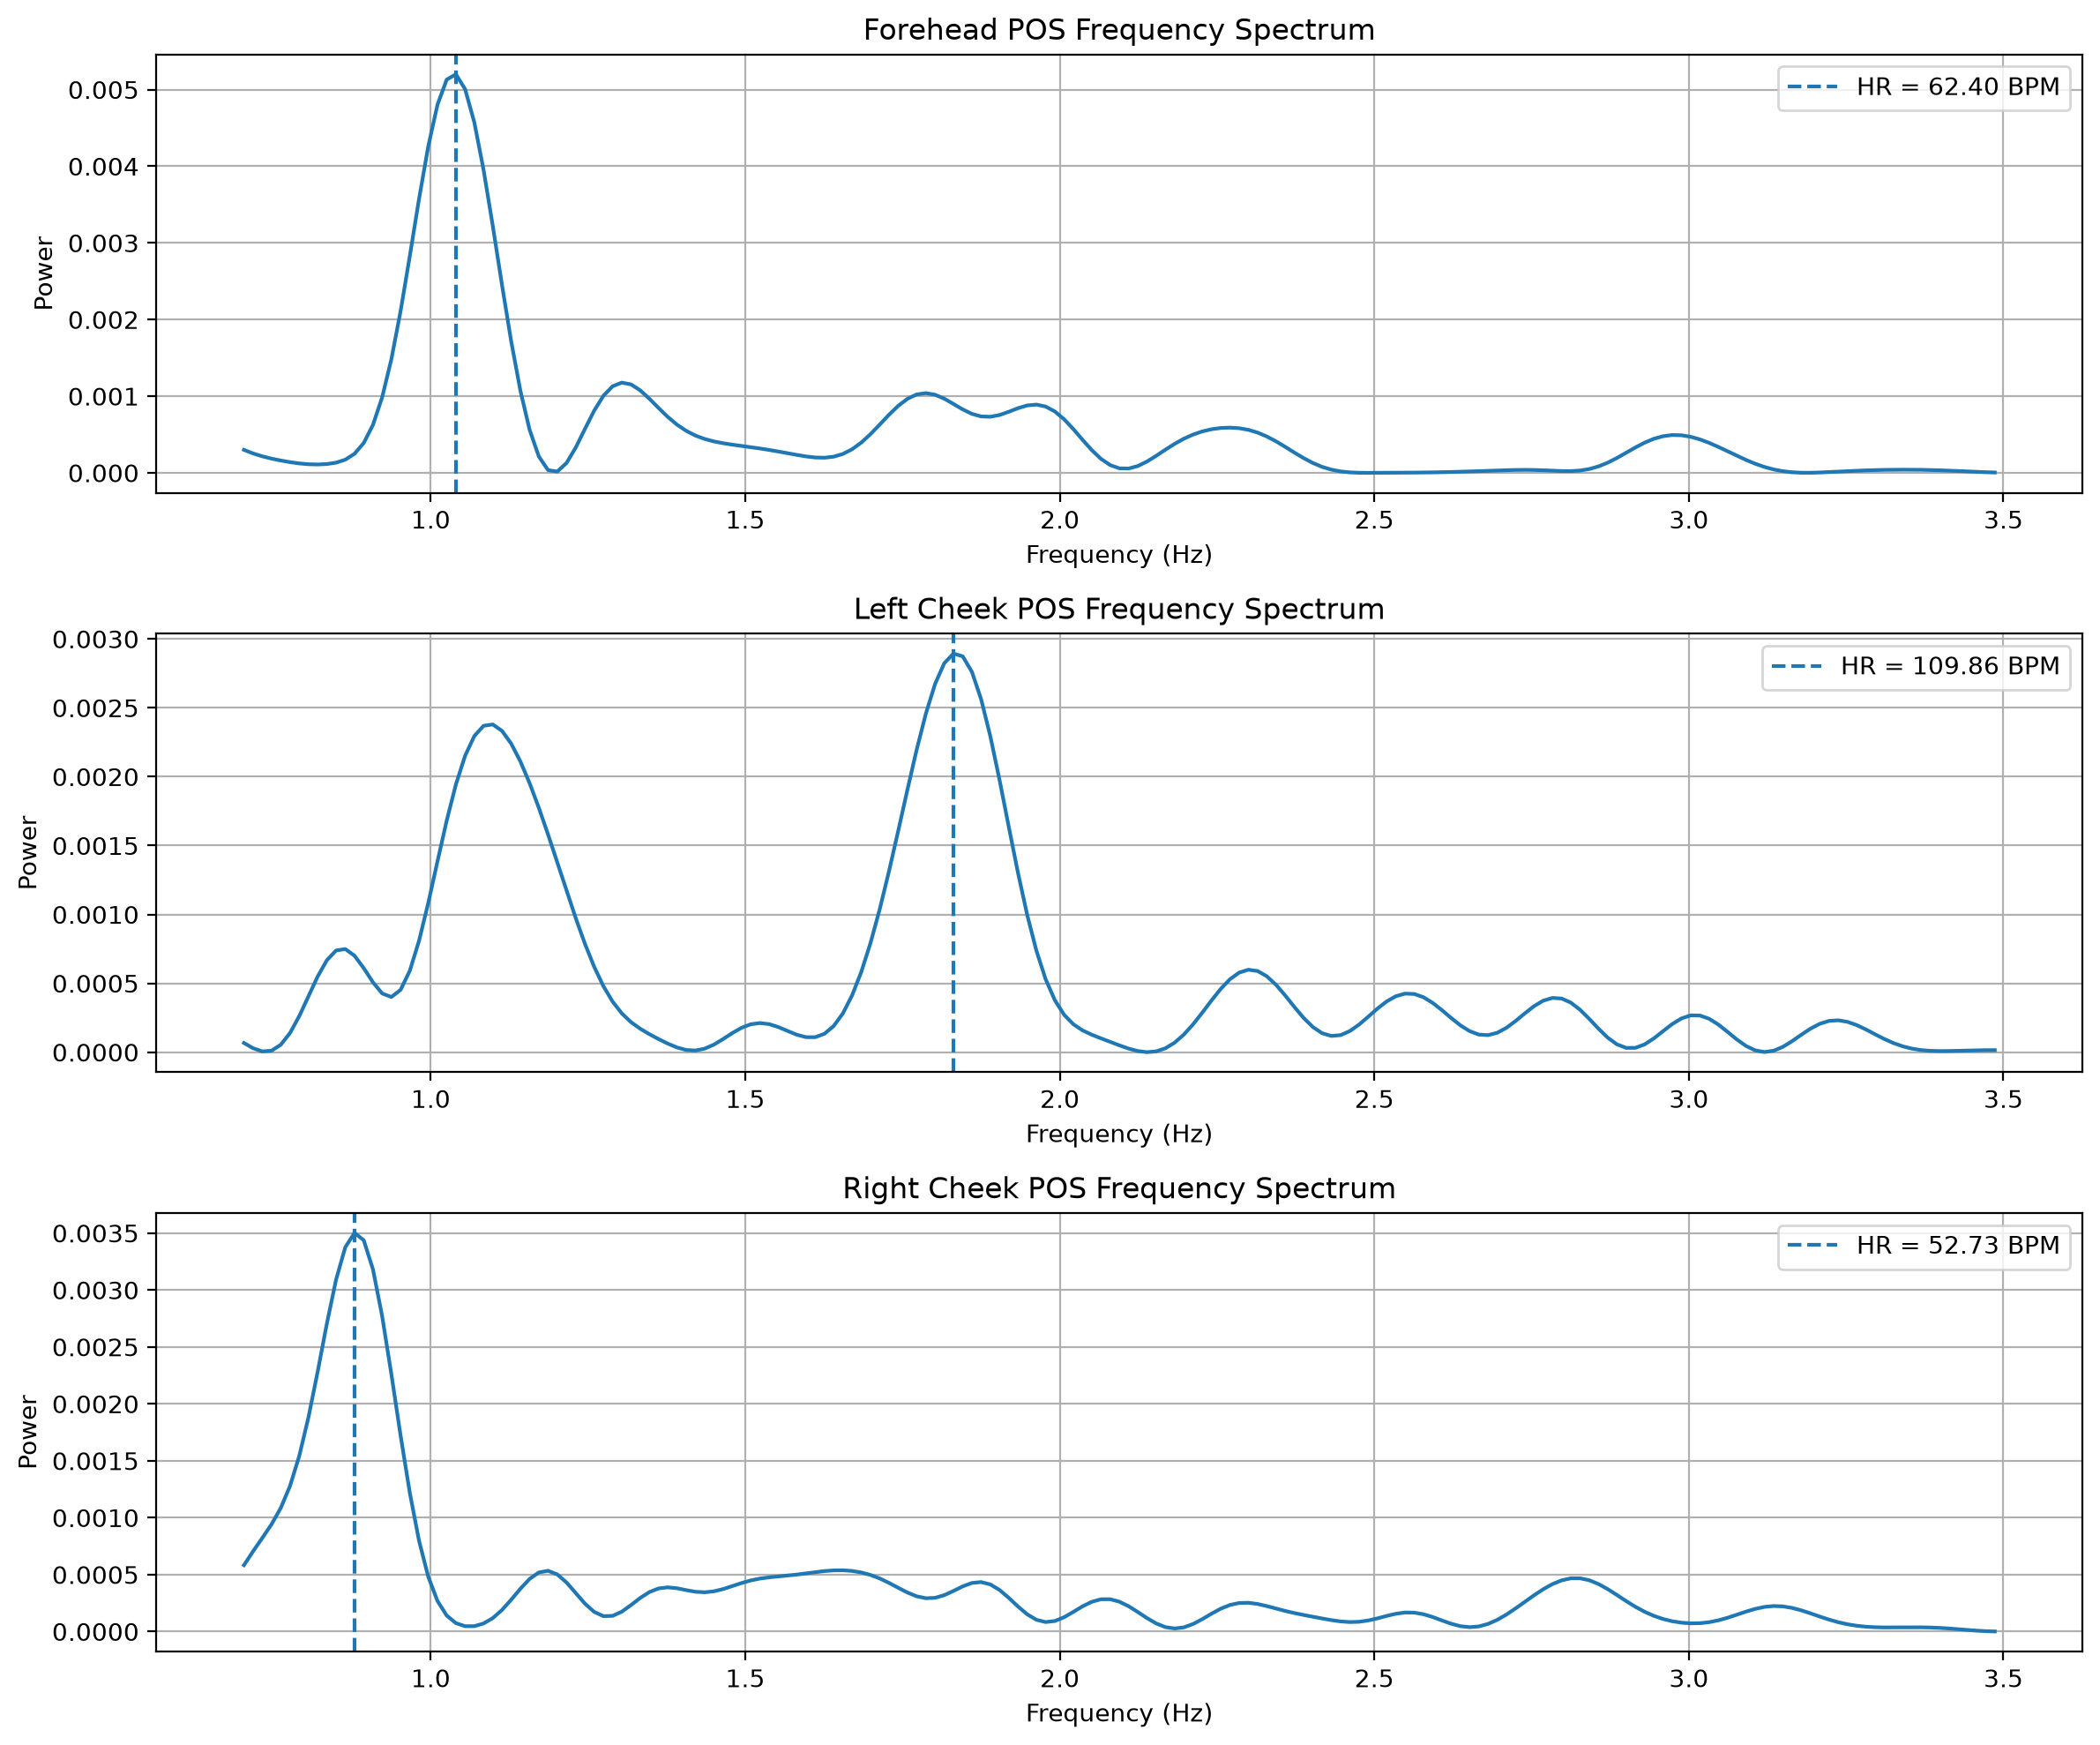 Forehead POS Frequency Spectrum
HR = 62.40 BPM
0.005
0.004
0.003
0.002
0.001
0.000
Power
1.0 1.5 2.0 2.5 3.0 3.5
Frequency (Hz)
Left Cheek POS Frequency Spectrum
HR = 109.86 BPM
0.0030
0.0025
0.0020
0.0015
0.0010
0.0005
0.0000
Power
1.0 1.5 2.0 2.5 3.0 3.5
Frequency (Hz)
Right Cheek POS Frequency Spectrum
HR = 52.73 BPM
0.0035
0.0030
0.0025
0.0020
0.0015
0.0010
0.0005
0.0000
Power
1.0 1.5 2.0 2.5 3.0 3.5
Frequency (Hz)